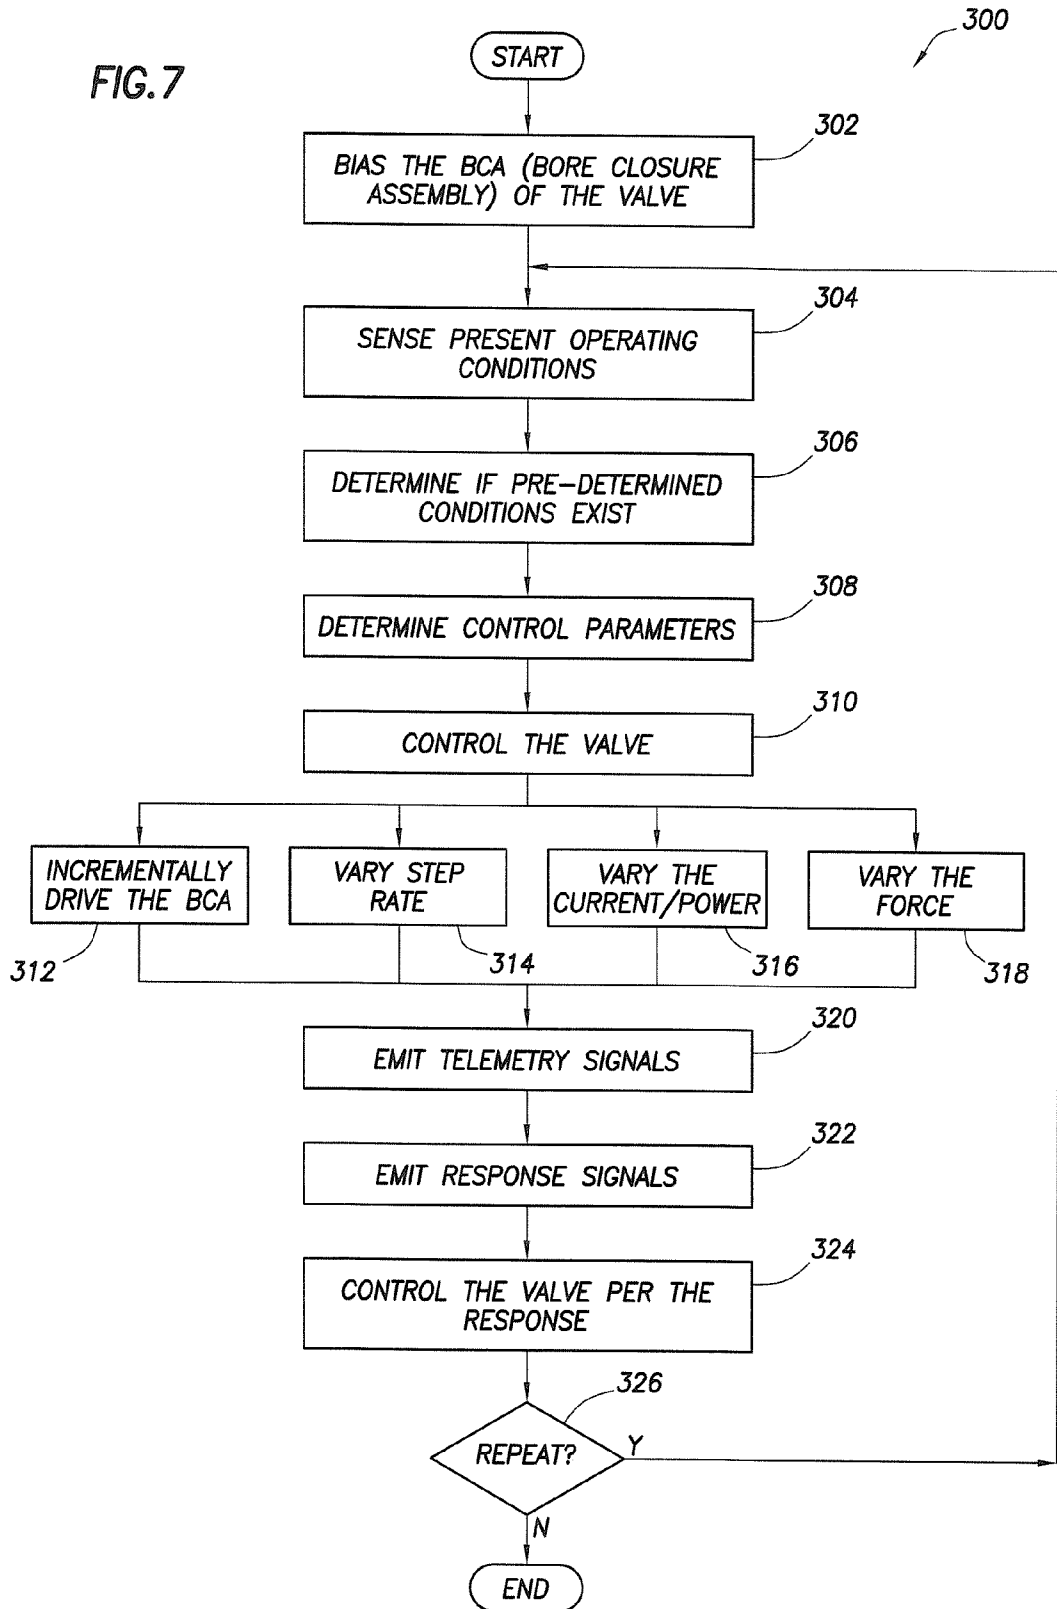 300
START
FIG.7
302
BIAS THE BCA (BORE CLOSURE
ASSEMBLY) OF THE VALVE
304
SENSE PRESENT OPERATING
CONDITIONS
306
DETERMINE IF PRE-DETERMINED
CONDITIONS EXIST
308
DETERMINE CONTROL PARAMETERS
310
CONTROL THE VALVE
INCREMENTALLY
DRIVE THE BCA
312
VARY STEP
RATE
314
VARY THE
CURRENT/POWER
316
VARY THE
FORCE
318
320
EMIT TELEMETRY SIGNALS
322
EMIT RESPONSE SIGNALS
324
CONTROL THE VALVE PER THE
RESPONSE
326
REPEAT?
Y
N
END